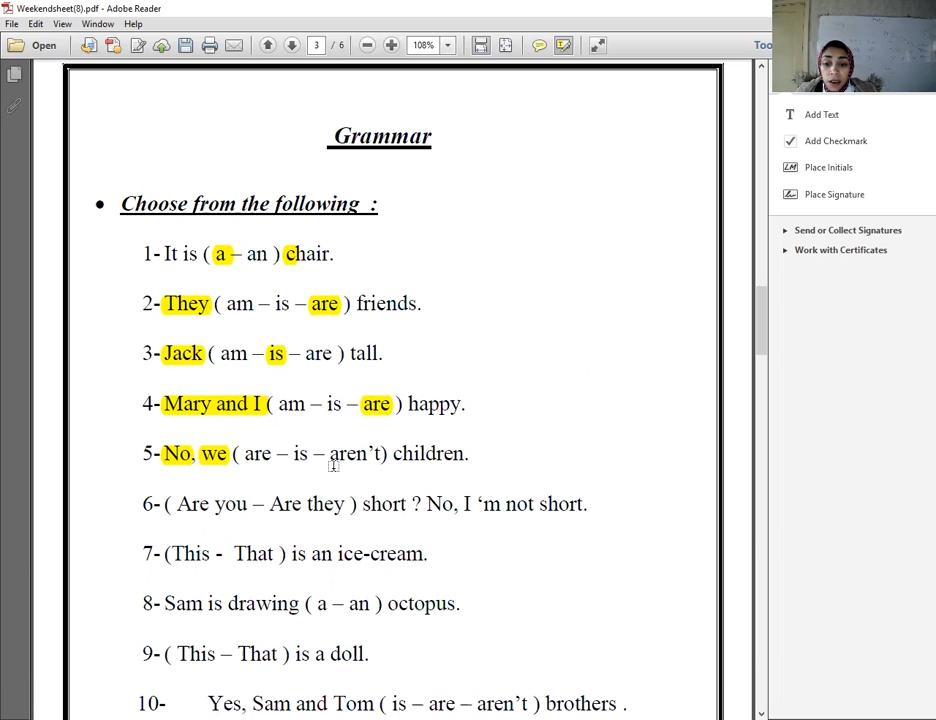 Weekendsheet(8).pdf - Adobe Reader
File Edit View Window Help
Open 3 / 6 108% Too
Grammar
• Choose from the following :
1- It is ( a – an ) chair.
2- They ( am – is – are ) friends.
3- Jack ( am – is – are ) tall.
4- Mary and I ( am – is – are ) happy.
5- No, we ( are – is – aren’t) children.
6- ( Are you – Are they ) short ? No, I ‘m not short.
7- (This - That ) is an ice-cream.
8- Sam is drawing ( a – an ) octopus.
9- ( This – That ) is a doll.
10- Yes, Sam and Tom ( is – are – aren’t ) brothers .
T Add Text
Add Checkmark
Place Initials
Place Signature
Send or Collect Signatures
Work with Certificates